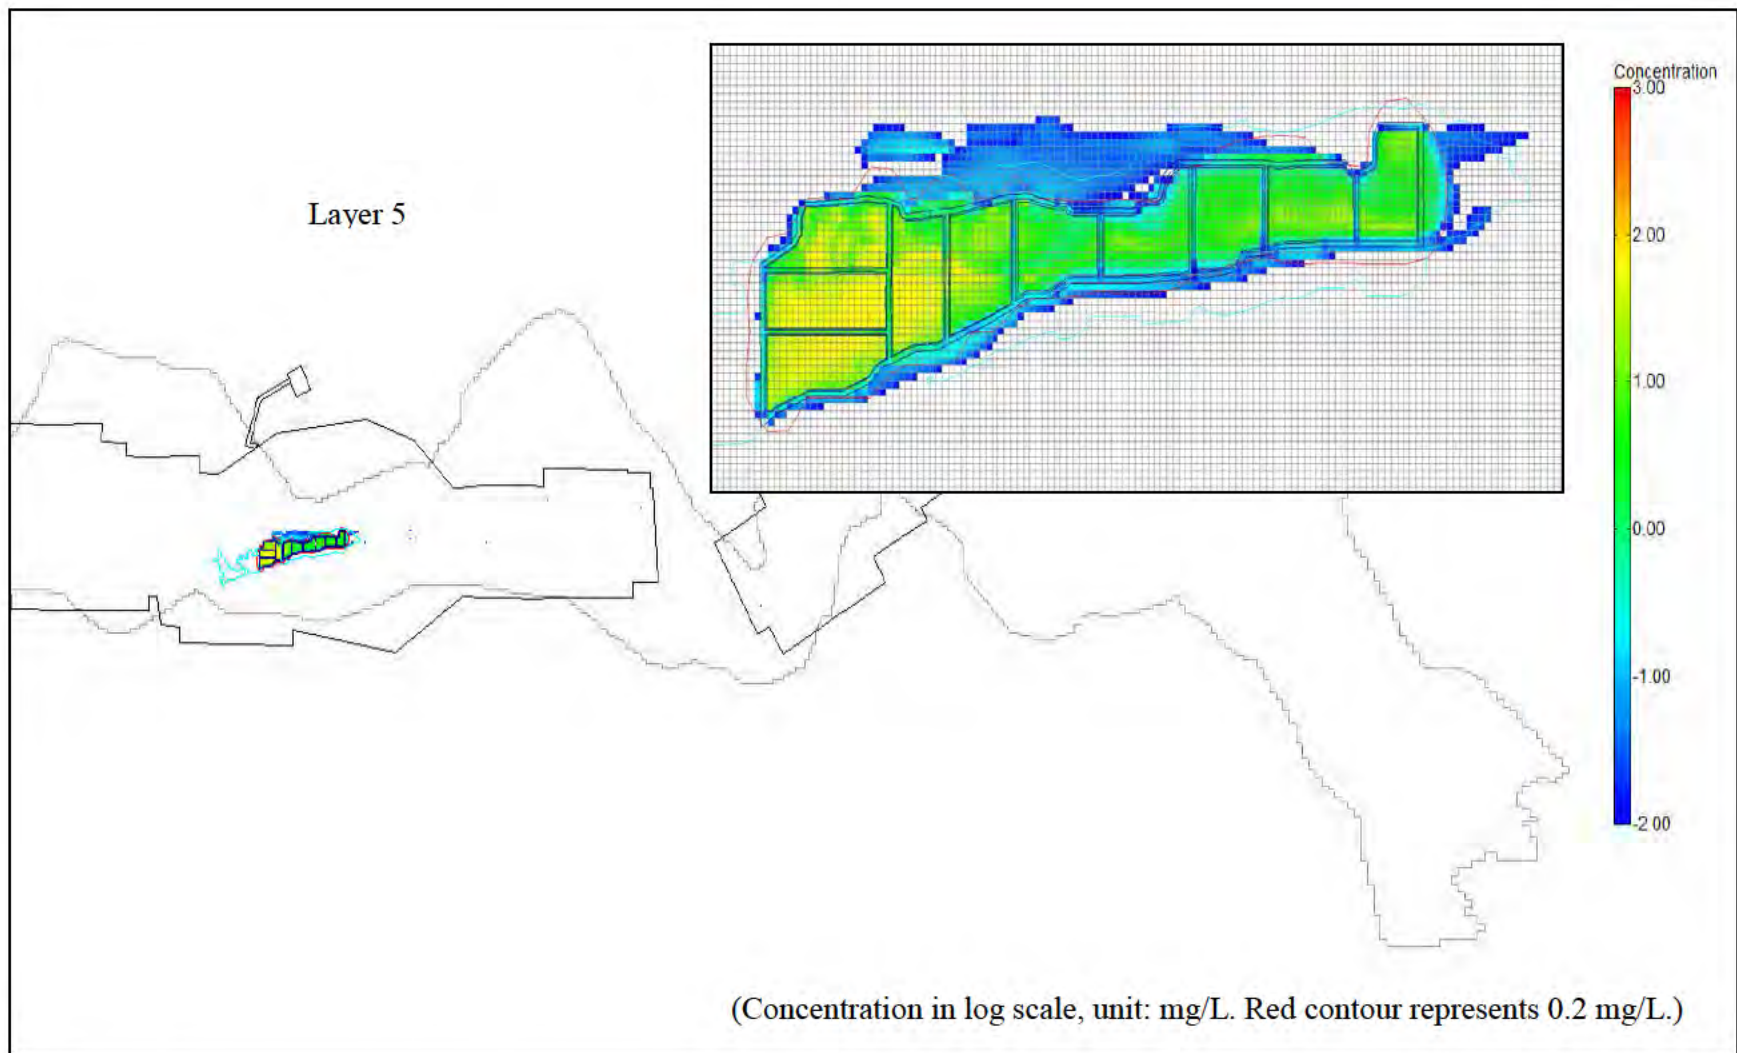 Layer 5
Concentration
3.00
2.00
1.00
0.00
-1.00
-2.00
(Concentration in log scale, unit: mg/L. Red contour represents 0.2 mg/L.)